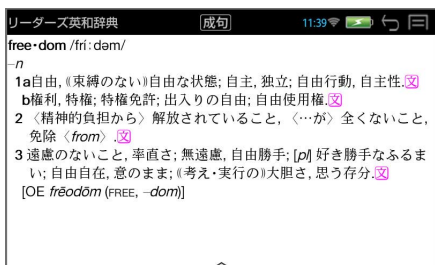 リーダーズ英和辞典 成句 11:39
free・dom /fríːdəm/
–n
1a自由,《束縛のない》自由な状態; 自主, 独立; 自由行動, 自主性.文
b権利, 特権; 特権免許; 出入りの自由; 自由使用権.文
2 〈精神的負担から〉解放されていること, 〈…が〉全くないこと,
免除〈from〉.文
3 遠慮のないこと, 率直さ; 無遠慮, 自由勝手; [pl] 好き勝手なふるま
い; 自由自在, 意のまま; 《考え・実行の》大胆さ, 思う存分.文
[OE frēodōm (FREE, –dom)]